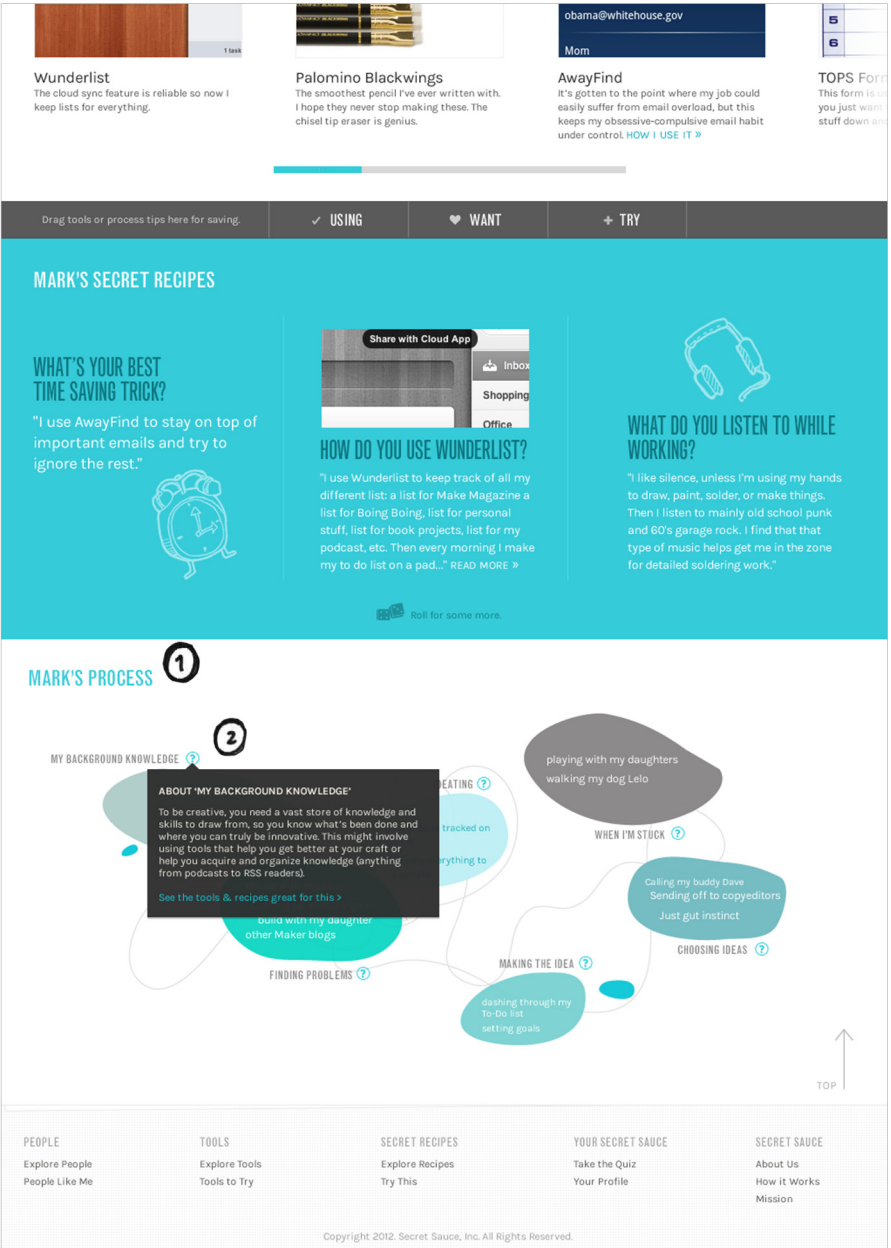 1 task
obama@whitehouse.gov
Mom
5
6
Wunderlist
The cloud sync feature is reliable so now I
keep lists for everything.
Palomino Blackwings
The smoothest pencil I've ever written with.
I hope they never stop making these. The
chisel tip eraser is genius.
AwayFind
It's gotten to the point where my job could
easily suffer from email overload, but this
keeps my obsessive-compulsive email habit
under control. HOW I USE IT »
TOPS For
This form is
you just want
stuff down an
Drag tools or process tips here for saving.
USING
WANT
TRY
MARK'S SECRET RECIPES
WHAT'S YOUR BEST
TIME SAVING TRICK?
"I use AwayFind to stay on top of
important emails and try to
ignore the rest."
Share with Cloud App
Inbox
Shopping
Office
HOW DO YOU USE WUNDERLIST?
"I use Wunderlist to keep track of all my
different list: a list for Make Magazine a
list for Boing Boing, list for personal
stuff, list for book projects, list for my
podcast, etc. Then every morning I make
my to do list on a pad..." READ MORE »
WHAT DO YOU LISTEN TO WHILE
WORKING?
"I like silence, unless I'm using my hands
to draw, paint, solder, or make things.
Then I listen to mainly old school punk
and 60's garage rock. I find that that
type of music helps get me in the zone
for detailed soldering work."
Roll for some more.
MARK'S PROCESS
1
2
MY BACKGROUND KNOWLEDGE ?
ABOUT 'MY BACKGROUND KNOWLEDGE'
To be creative, you need a vast store of knowledge and
skills to draw from, so you know what's been done and
where you can truly be innovative. This might involve
using tools that help you get better at your craft or
help you acquire and organize knowledge (anything
from podcasts to RSS readers).
See the tools & recipes great for this >
EATING ?
tracked on
erything to
build with my daughter
other Maker blogs
FINDING PROBLEMS ?
playing with my daughters
walking my dog Lelo
WHEN I'M STUCK ?
Calling my buddy Dave
Sending off to copyeditors
Just gut instinct
CHOOSING IDEAS ?
MAKING THE IDEA ?
dashing through my
To-Do list
setting goals
TOP
PEOPLE
Explore People
People Like Me
TOOLS
Explore Tools
Tools to Try
SECRET RECIPES
Explore Recipes
Try This
YOUR SECRET SAUCE
Take the Quiz
Your Profile
SECRET SAUCE
About Us
How it Works
Mission
Copyright 2012. Secret Sauce, Inc. All Rights Reserved.